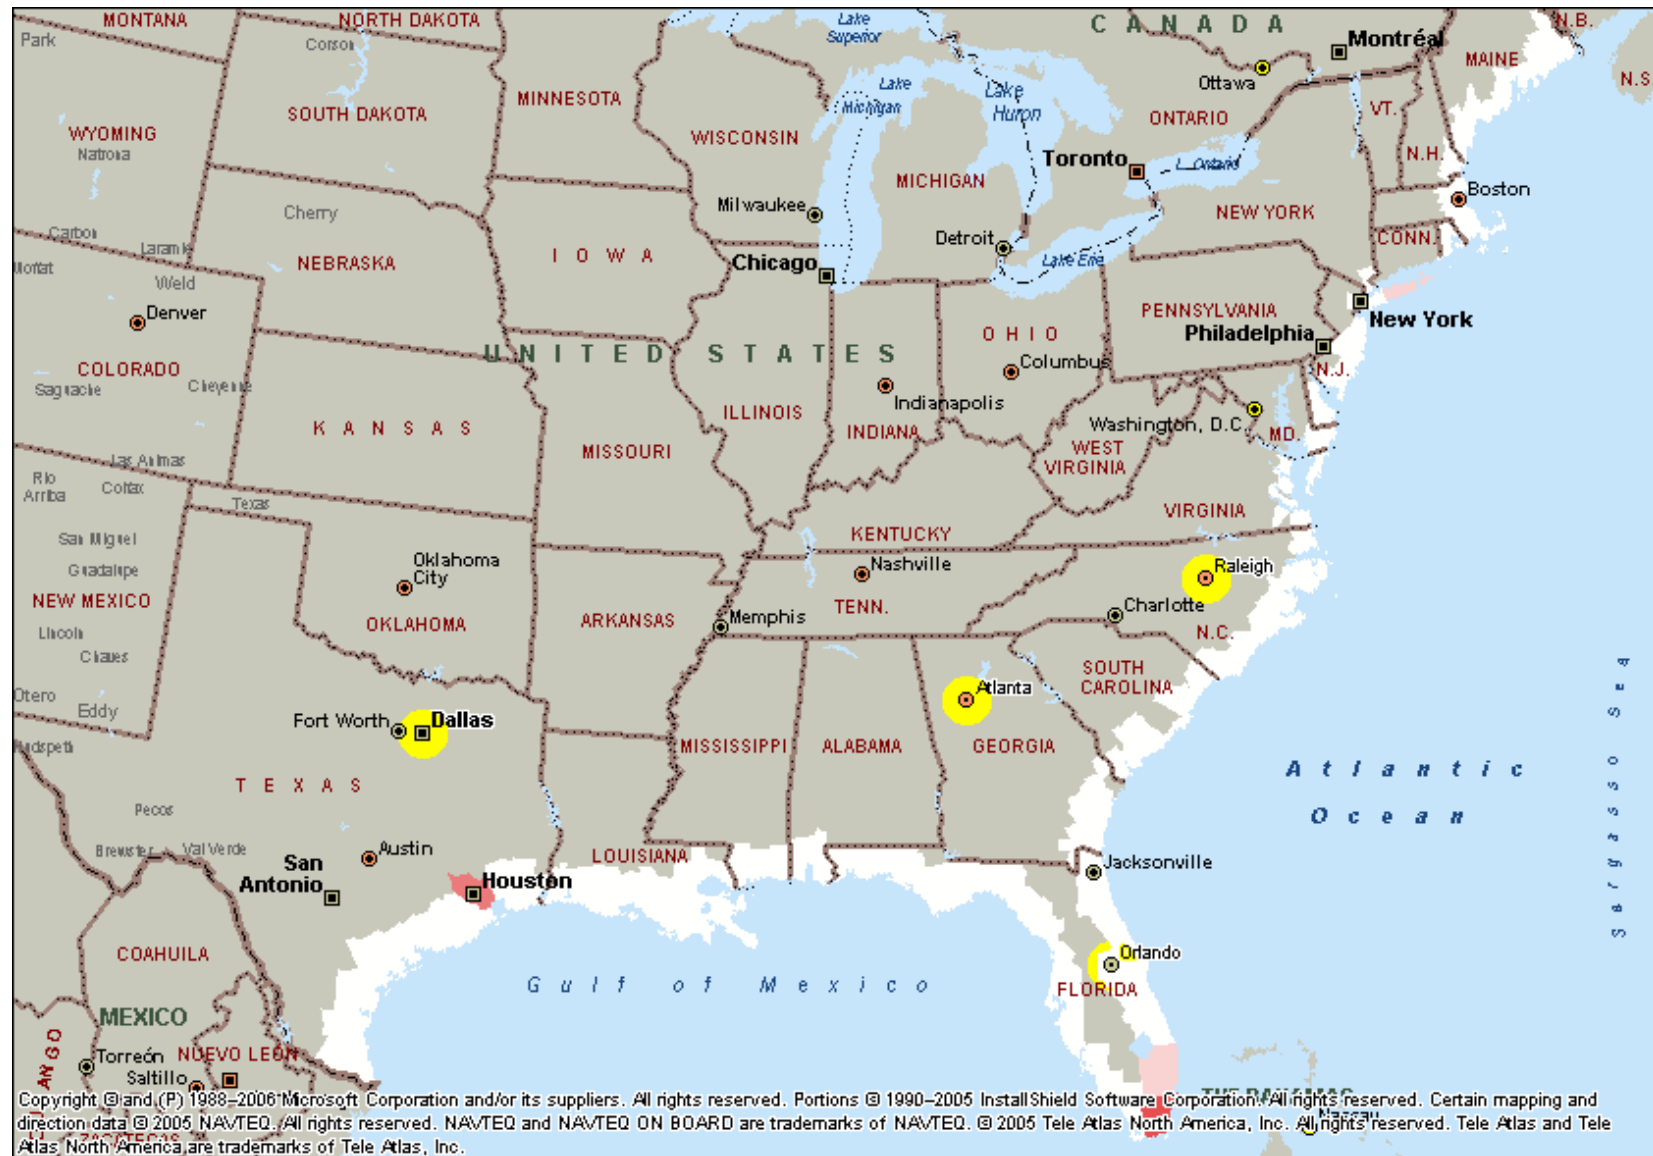 MONTANA
NORTH DAKOTA
Lake
Superior
CANADA
Montréal
N.B.
Park
Corson
MAINE
Ottawa
N.S.
SOUTH DAKOTA
MINNESOTA
Lake
Michigan
Lake
Huron
ONTARIO
VT.
WYOMING
Natrona
WISCONSIN
N.H.
Toronto
L. Ontario
MICHIGAN
Boston
Cherry
Milwaukee
NEW YORK
Carbon
Laramie
Detroit
CONN.
Moffat
NEBRASKA
IOWA
Chicago
Lake Erie
Weld
Denver
PENNSYLVANIA
New York
OHIO
Philadelphia
UNITED STATES
COLORADO
Columbus
N.J.
Saguache
Cheyenne
Indianapolis
ILLINOIS
Washington, D.C.
KANSAS
INDIANA
MD.
MISSOURI
WEST
VIRGINIA
Las Animas
Rio
Arriba
Colfax
Texas
VIRGINIA
San Miguel
KENTUCKY
Guadalupe
Oklahoma
City
Nashville
Raleigh
NEW MEXICO
TENN.
Charlotte
Lincoln
OKLAHOMA
ARKANSAS
Memphis
N.C.
Chaves
SOUTH
CAROLINA
Otero
Eddy
Atlanta
Fort Worth
Dallas
Hudspeth
MISSISSIPPI
ALABAMA
GEORGIA
Sargasso Sea
TEXAS
Atlantic
Ocean
Pecos
Brewster
Val Verde
Austin
LOUISIANA
Jacksonville
San
Antonio
Houston
COAHUILA
Orlando
Gulf of Mexico
FLORIDA
MEXICO
Torreón
NUEVO LEÓN
Saltillo
THE BAHAMAS
Nassau
ZACATECAS
Copyright © and (P) 1988–2006 Microsoft Corporation and/or its suppliers. All rights reserved. Portions © 1990–2005 InstallShield Software Corporation. All rights reserved. Certain mapping and
direction data © 2005 NAVTEQ. All rights reserved. NAVTEQ and NAVTEQ ON BOARD are trademarks of NAVTEQ. © 2005 Tele Atlas North America, Inc. All rights reserved. Tele Atlas and Tele
Atlas North America are trademarks of Tele Atlas, Inc.